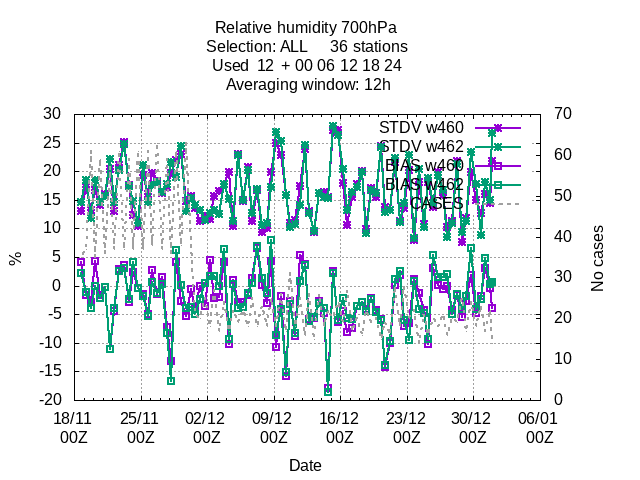 Relative humidity 700hPa
Selection: ALL 36 stations
Used 12 + 00 06 12 18 24
Averaging window: 12h
STDV w460
STDV w462
BIAS w460
BIAS w462
CASES
30
25
20
15
10
5
0
-5
-10
-15
-20
%
70
60
50
40
30
20
10
0
No cases
18/11 25/11 02/12 09/12 16/12 23/12 30/12 06/01
00Z 00Z 00Z 00Z 00Z 00Z 00Z 00Z
Date